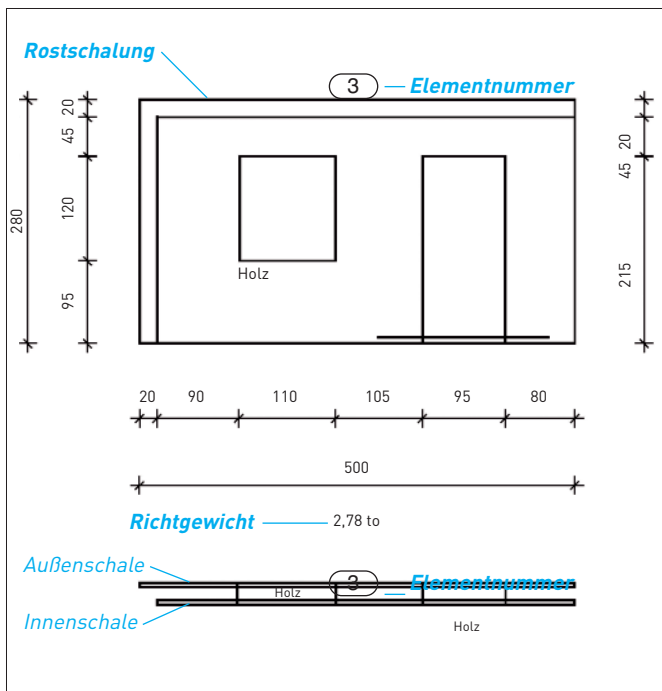 Rostschalung
3 Elementnummer
20
45
120
95
280
20
45
215
Holz
20 90 110 105 95 80
500
Richtgewicht 2,78 to
Außenschale
3 Elementnummer
Holz
Innenschale
Holz